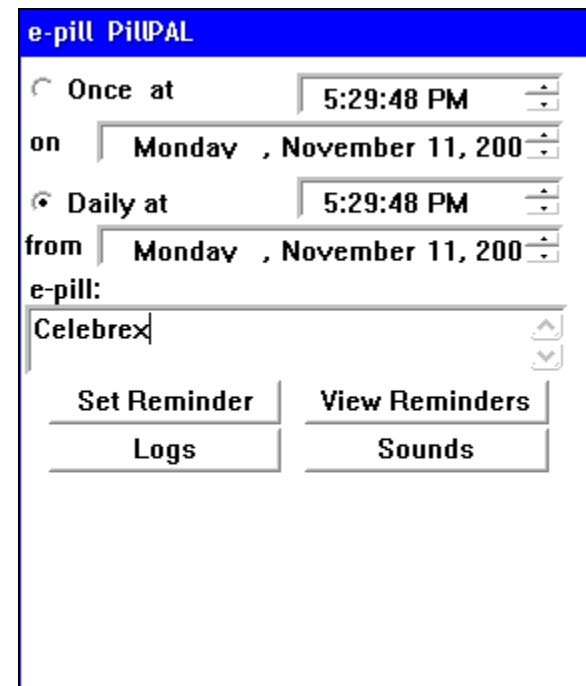 e-pill PillPAL
Once at 5:29:48 PM
on Monday , November 11, 200
Daily at 5:29:48 PM
from Monday , November 11, 200
e-pill:
Celebrex
Set Reminder View Reminders
Logs Sounds